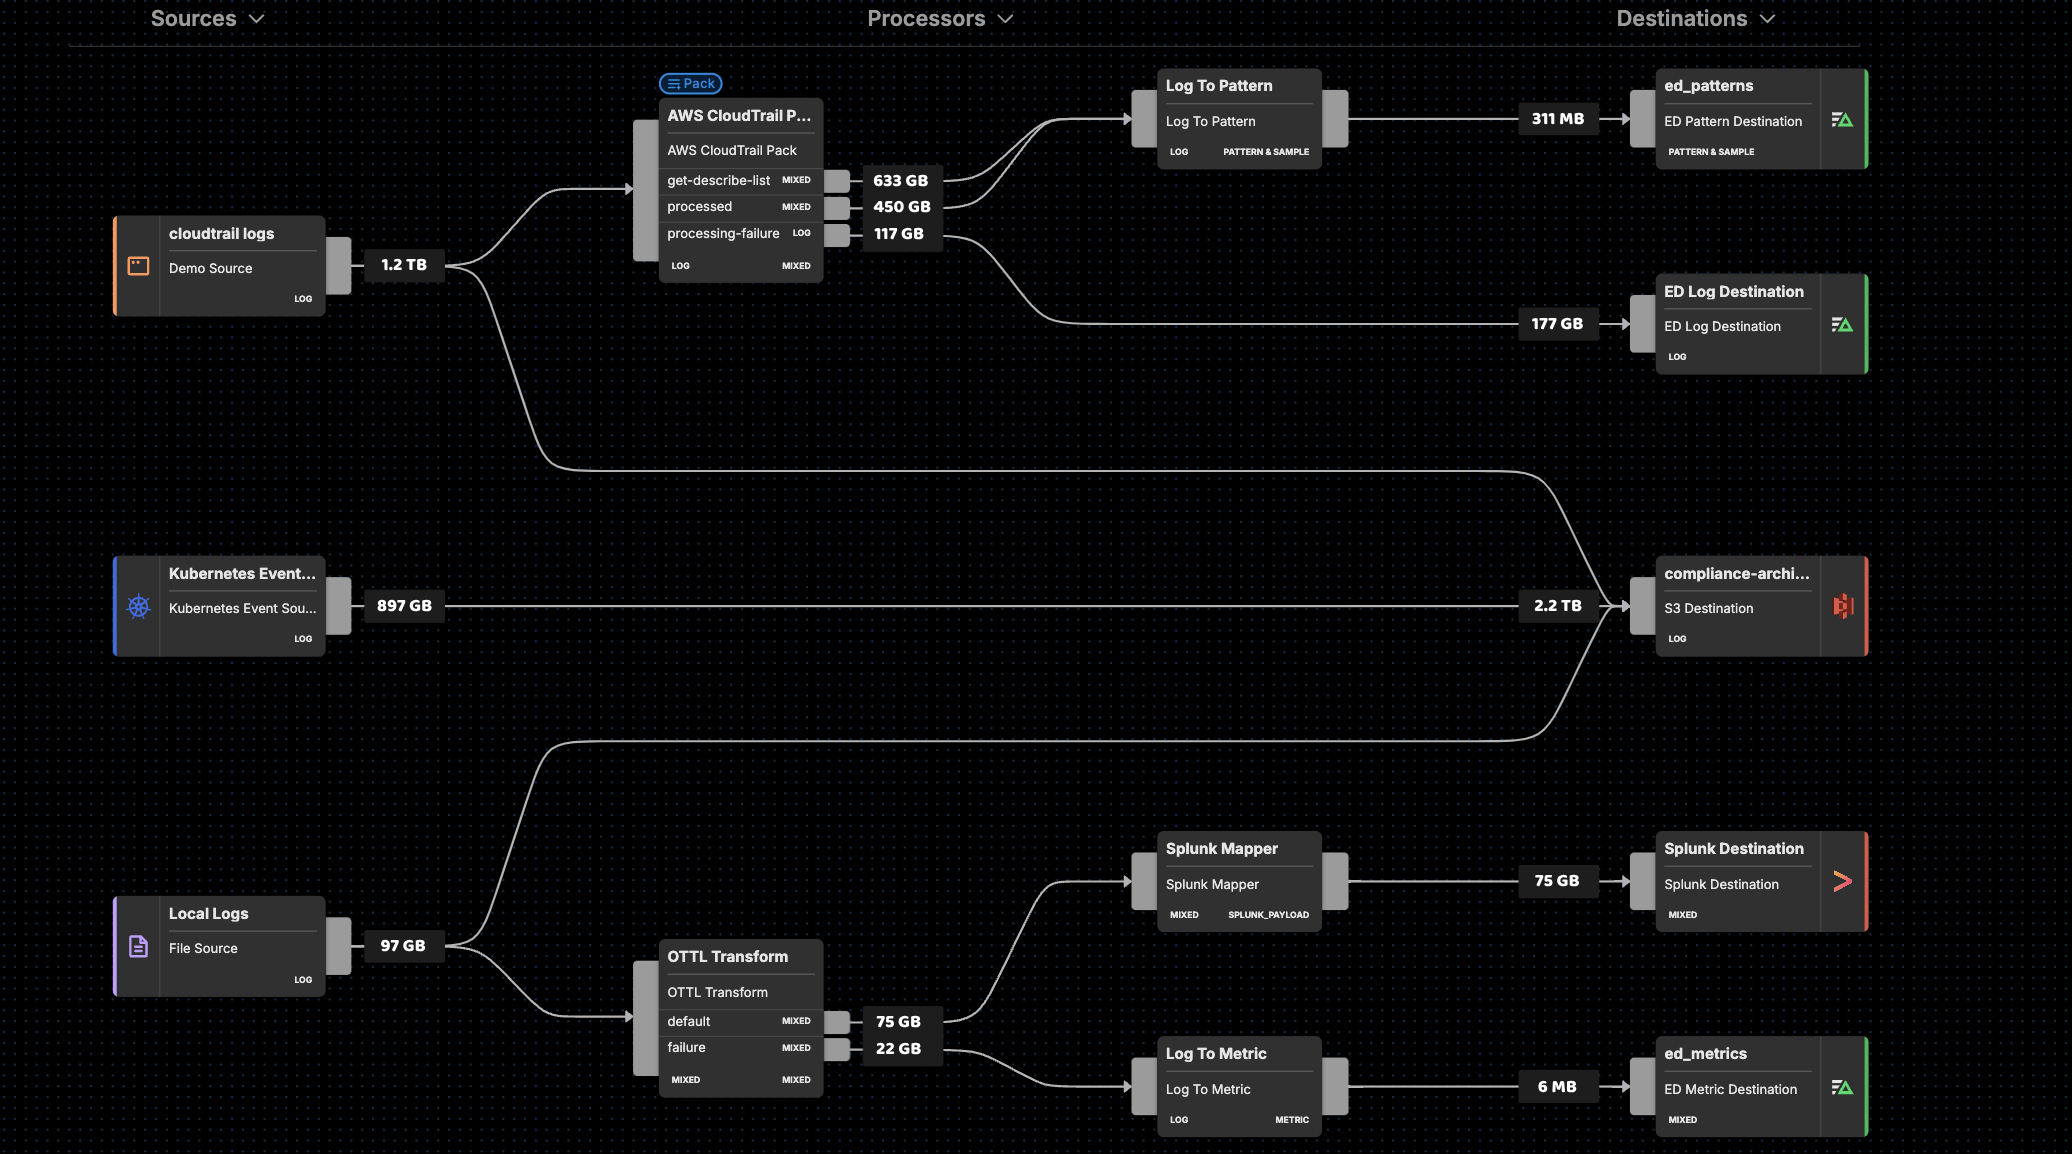 Sources
Processors
Destinations
Pack
AWS CloudTrail P...
AWS CloudTrail Pack
get-describe-list MIXED
processed MIXED
processing-failure LOG
LOG MIXED
633 GB
450 GB
117 GB
Log To Pattern
Log To Pattern
LOG PATTERN & SAMPLE
311 MB
ed_patterns
ED Pattern Destination
PATTERN & SAMPLE
cloudtrail logs
Demo Source
LOG
1.2 TB
177 GB
ED Log Destination
ED Log Destination
LOG
Kubernetes Event...
Kubernetes Event Sou...
LOG
897 GB
2.2 TB
compliance-archi...
S3 Destination
LOG
Local Logs
File Source
LOG
97 GB
OTTL Transform
OTTL Transform
default MIXED
failure MIXED
MIXED MIXED
75 GB
22 GB
Splunk Mapper
Splunk Mapper
MIXED SPLUNK_PAYLOAD
75 GB
Splunk Destination
Splunk Destination
MIXED
Log To Metric
Log To Metric
LOG METRIC
6 MB
ed_metrics
ED Metric Destination
MIXED